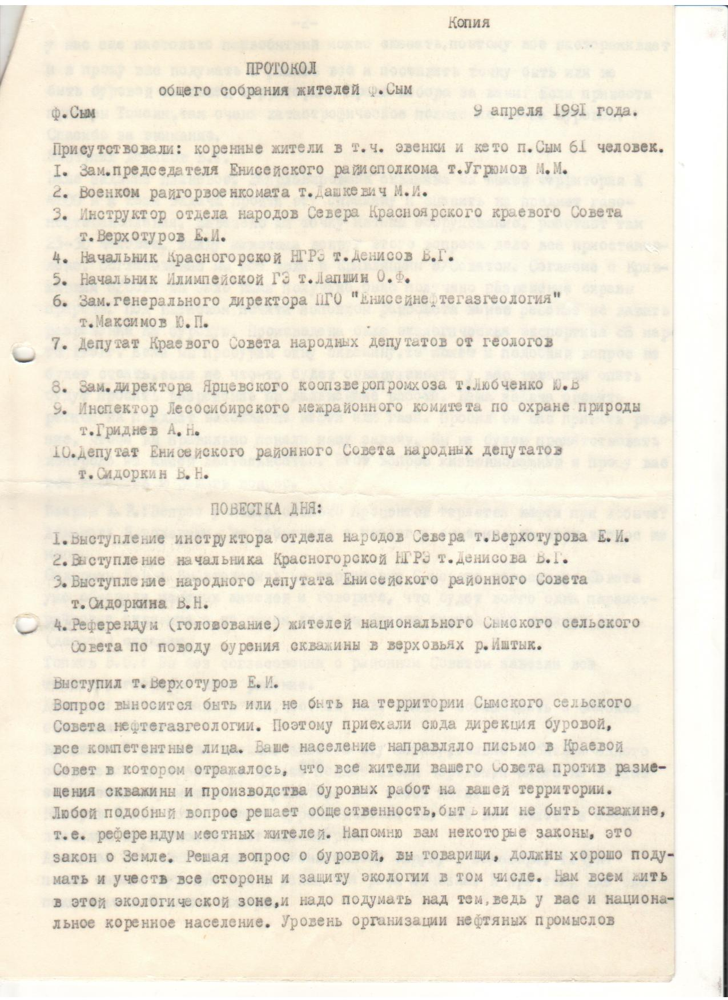 Копия
ПРОТОКОЛ
общего собрания жителей ф.Сым
ф.Сым 9 апреля 1991 года.
Присутствовали: коренные жители в т.ч. эвенки и кето п.Сым 61 человек.
1. Зам.председателя Енисейского райисполкома т.Угрюмов М.М.
2. Военком райгорвоенкомата т.Дашкевич М.И.
3. Инструктор отдела народов Севера Красноярского краевого Совета
т.Верхотуров Е.И.
4. Начальник Красногорской НГРЭ т.Денисов В.Г.
5. Начальник Илимпейской ГЭ т.Лапшин О.Ф.
6. Зам.генерального директора ПГО "Енисейнефтегазгеология"
т.Максимов Ю.П.
7. Депутат Краевого Совета народных депутатов от геологов
8. Зам.директора Ярцевского коопзверопромхоза т.Любченко Ю.В
9. Инспектор Лесосибирского межрайонного комитета по охране природы
т.Гриднев А.Н.
10.Депутат Енисейского районного Совета народных депутатов
т.Сидоркин В.Н.
ПОВЕСТКА ДНЯ:
1.Выступление инструктора отдела народов Севера т.Верхотурова Е.И.
2.Выступление начальника Красногорской НГРЭ т.Денисова В.Г.
3.Выступление народного депутата Енисейского районного Совета
т.Сидоркина В.Н.
4.Референдум (головование) жителей национального Сымского сельского
Совета по поводу бурения скважины в верховьях р.Иштык.
Выступил т.Верхотуров Е.И.
Вопрос выносится быть или не быть на территории Сымского сельского
Совета нефтегазгеологии. Поэтому приехали сюда дирекция буровой,
все компетентные лица. Ваше население направляло письмо в Краевой
Совет в котором отражалось, что все жители вашего Совета против разме-
щения скважины и производства буровых работ на вашей территории.
Любой подобный вопрос решает общественность,быть или не быть скважине,
т.е. референдум местных жителей. Напомню вам некоторые законы, это
закон о Земле. Решая вопрос о буровой, вы товарищи, должны хорошо поду-
мать и учеств все стороны и защиту экологии в том числе. Нам всем жить
в этой экологической зоне,и надо подумать над тем,ведь у вас и национа-
льное коренное население. Уровень организации нефтяных промыслов